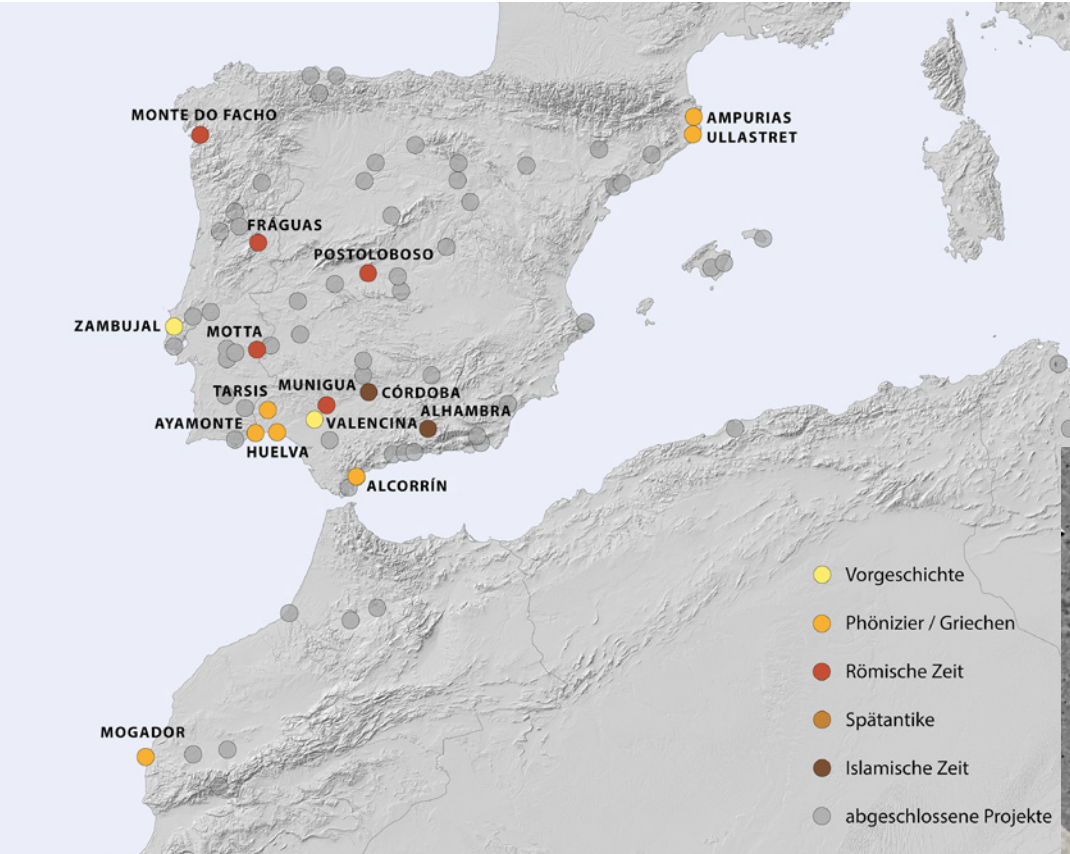 MONTE DO FACHO
AMPURIAS
ULLASTRET
FRÁGUAS
POSTOLOBOSO
ZAMBUJAL
MOTTA
TARSIS
MUNIGUA
CÓRDOBA
ALHAMBRA
AYAMONTE
VALENCINA
HUELVA
ALCORRÍN
MOGADOR
Vorgeschichte
Phönizier / Griechen
Römische Zeit
Spätantike
Islamische Zeit
abgeschlossene Projekte